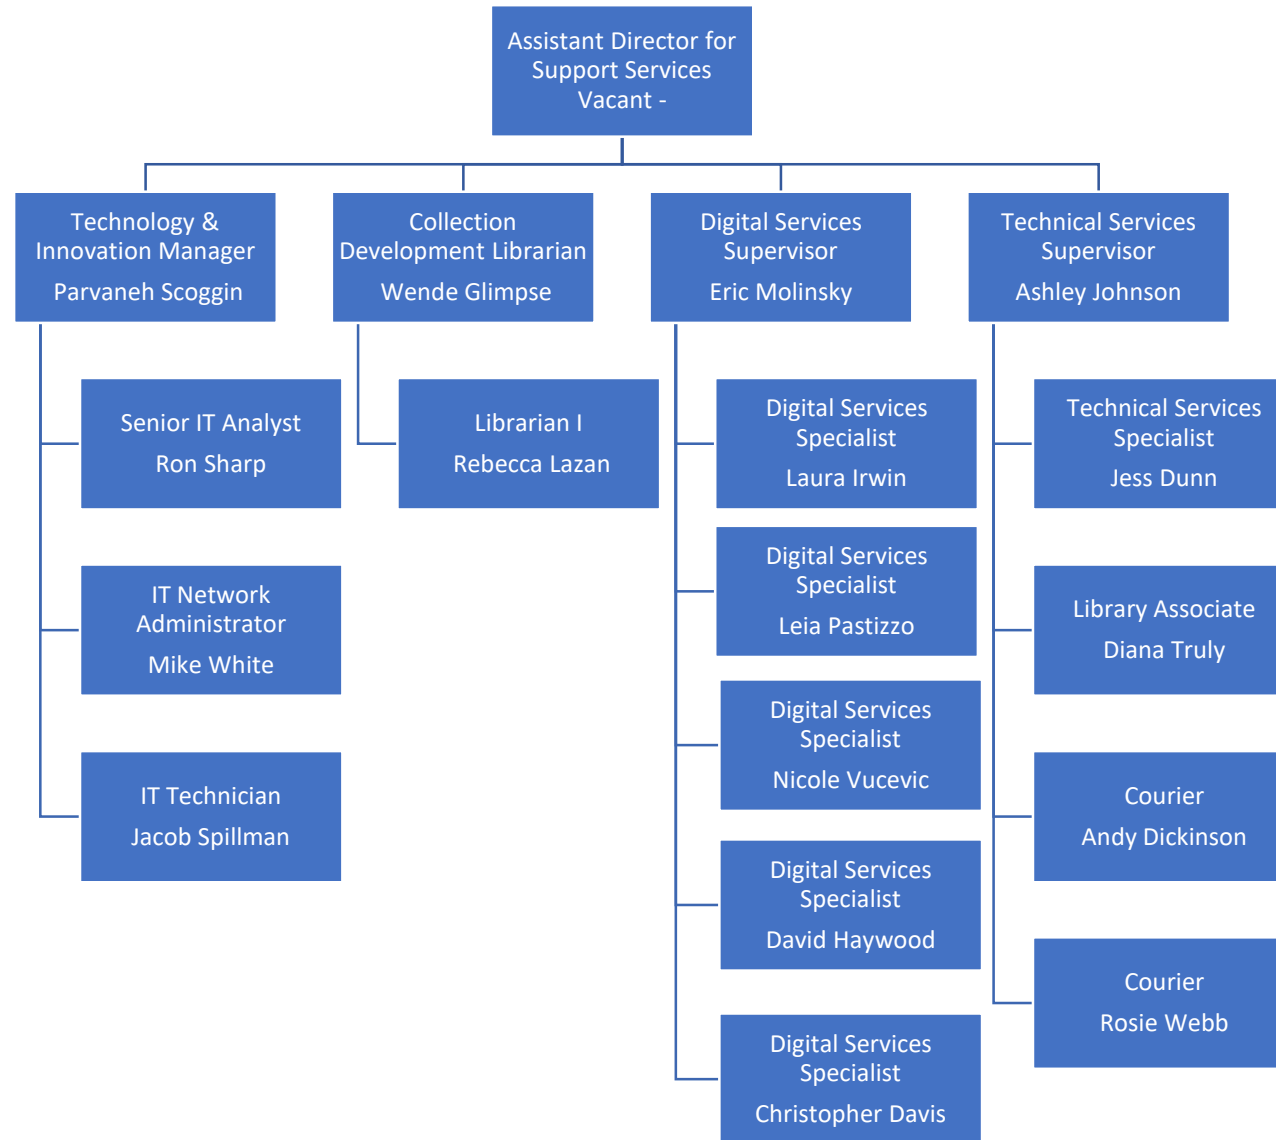 Assistant Director for
Support Services
Vacant -
Technology &
Innovation Manager
Parvaneh Scoggin
Collection
Development Librarian
Wende Glimpse
Digital Services
Supervisor
Eric Molinsky
Technical Services
Supervisor
Ashley Johnson
Senior IT Analyst
Ron Sharp
IT Network
Administrator
Mike White
IT Technician
Jacob Spillman
Librarian I
Rebecca Lazan
Digital Services
Specialist
Laura Irwin
Digital Services
Specialist
Leia Pastizzo
Digital Services
Specialist
Nicole Vucevic
Digital Services
Specialist
David Haywood
Digital Services
Specialist
Christopher Davis
Technical Services
Specialist
Jess Dunn
Library Associate
Diana Truly
Courier
Andy Dickinson
Courier
Rosie Webb